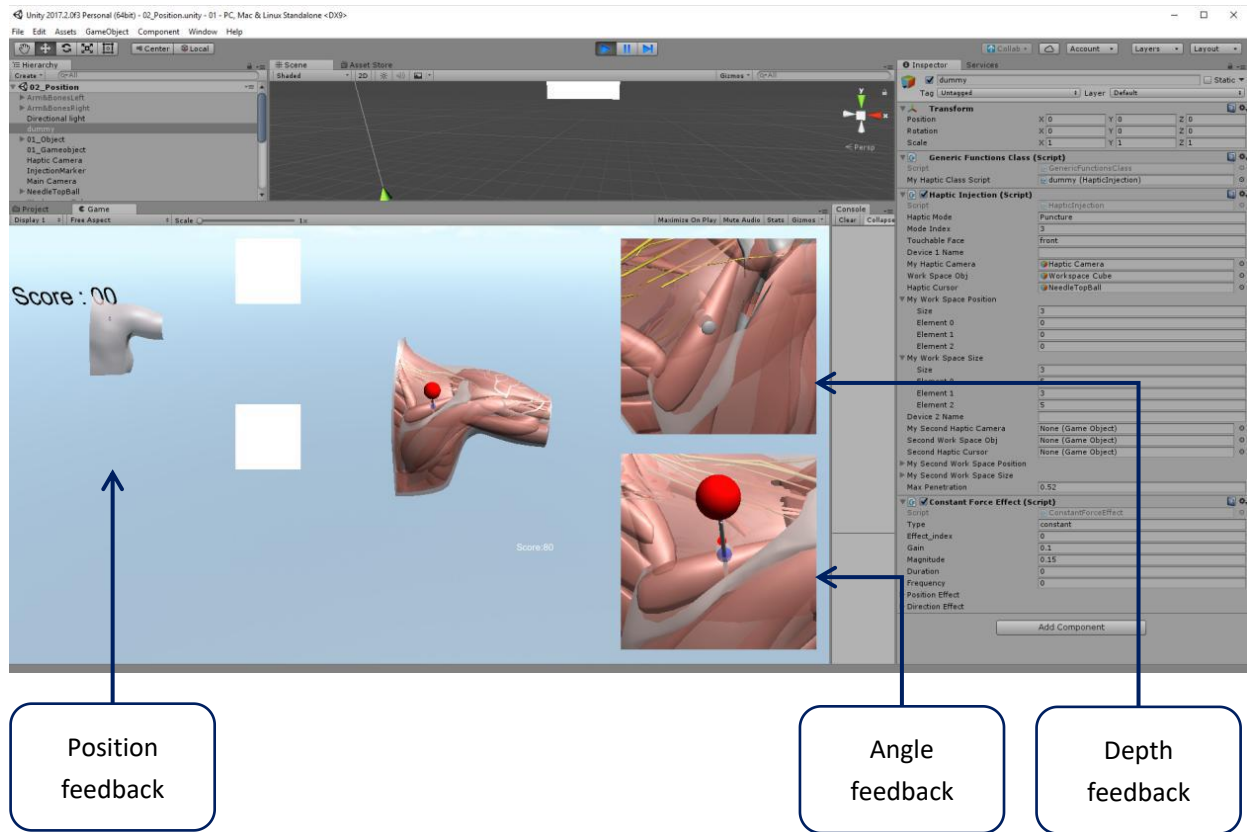 Unity 2017.2.0f3 Personal (64bit) - 02_Position.unity - 01 - PC, Mac & Linux Standalone <DX9>
File Edit Assets GameObject Component Window Help
Center Local
Collab Account Layers Layout
Hierarchy
Create All
02_Position
Arm&BonesLeft
Arm&BonesRight
Directional light
dummy
01_Object
01_Gameobject
Haptic Camera
InjectionMarker
Main Camera
NeedleTopBall
Scene Asset Store
Shaded 2D Gizmos All
y
x
Persp
Project Game
Display 1 Free Aspect Scale 1x Maximize On Play Mute Audio Stats Gizmos
Console
Clear Collapse
Score : 00
Score:80
Inspector Services
dummy Static
Tag Untagged Layer Default
Transform
Position X 0 Y 0 Z 0
Rotation X 0 Y 0 Z 0
Scale X 1 Y 1 Z 1
Generic Functions Class (Script)
Script GenericFunctionsClass
My Haptic Class Script dummy (HapticInjection)
Haptic Injection (Script)
Script HapticInjection
Haptic Mode Puncture
Mode Index 3
Touchable Face front
Device 1 Name
My Haptic Camera Haptic Camera
Work Space Obj Workspace Cube
Haptic Cursor NeedleTopBall
My Work Space Position
Size 3
Element 0 0
Element 1 0
Element 2 0
My Work Space Size
Size 3
Element 1 3
Element 2 5
Device 2 Name
My Second Haptic Camera None (Game Object)
Second Work Space Obj None (Game Object)
Second Haptic Cursor None (Game Object)
My Second Work Space Position
My Second Work Space Size
Max Penetration 0.52
Constant Force Effect (Script)
Script ConstantForceEffect
Type constant
Effect_index 0
Gain 0.1
Magnitude 0.15
Duration 0
Frequency 0
Position Effect
Direction Effect
Add Component
Position
feedback
Angle
feedback
Depth
feedback